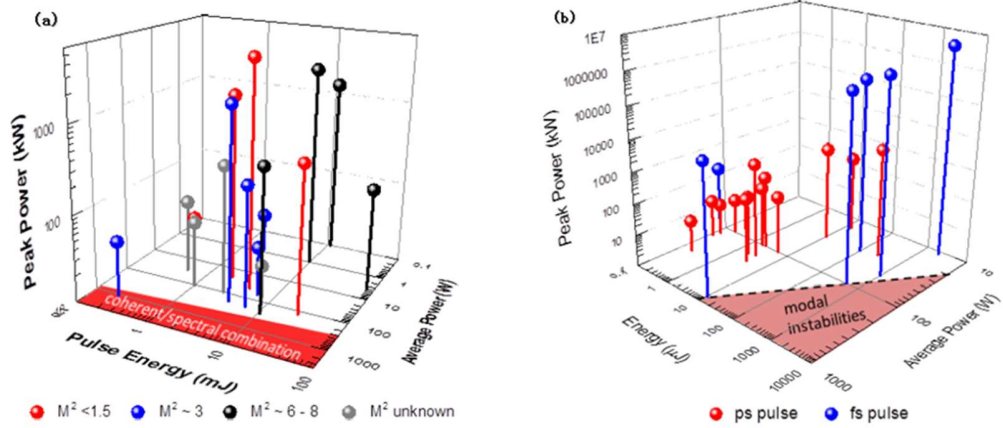 (a)
Peak Power (kW)
1000
100
coherent/spectral combination
1
10
100
Pulse Energy (mJ)
0.1
1
10
100
1000
Average Power(W)
M² <1.5
M² ~ 3
M² ~ 6 - 8
M² unknown
(b)
1E7
1000000
100000
10000
1000
100
10
Peak Power (kW)
1
10
100
1000
10000
Energy (μJ)
modal
instabilities
10
100
1000
Average Power (W)
ps pulse
fs pulse